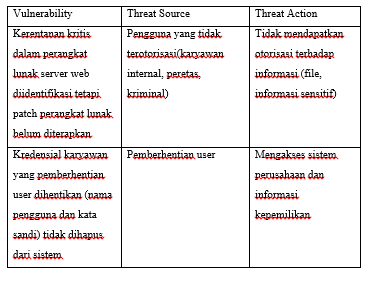 Vulnerability
Threat Source
Threat Action
Kerentanan kritis
dalam perangkat
lunak server web
diidentifikasi tetapi
patch perangkat lunak
belum diterapkan
Pengguna yang tidak
terotorisasi(karyawan
internal, peretas,
kriminal)
Tidak mendapatkan
otorisasi terhadap
informasi (file,
informasi sensitif)
Kredensial karyawan
yang pemberhentian
user dihentikan (nama
pengguna dan kata
sandi) tidak dihapus
dari sistem
Pemberhentian user
Mengakses sistem
perusahaan dan
informasi
kepemilikan